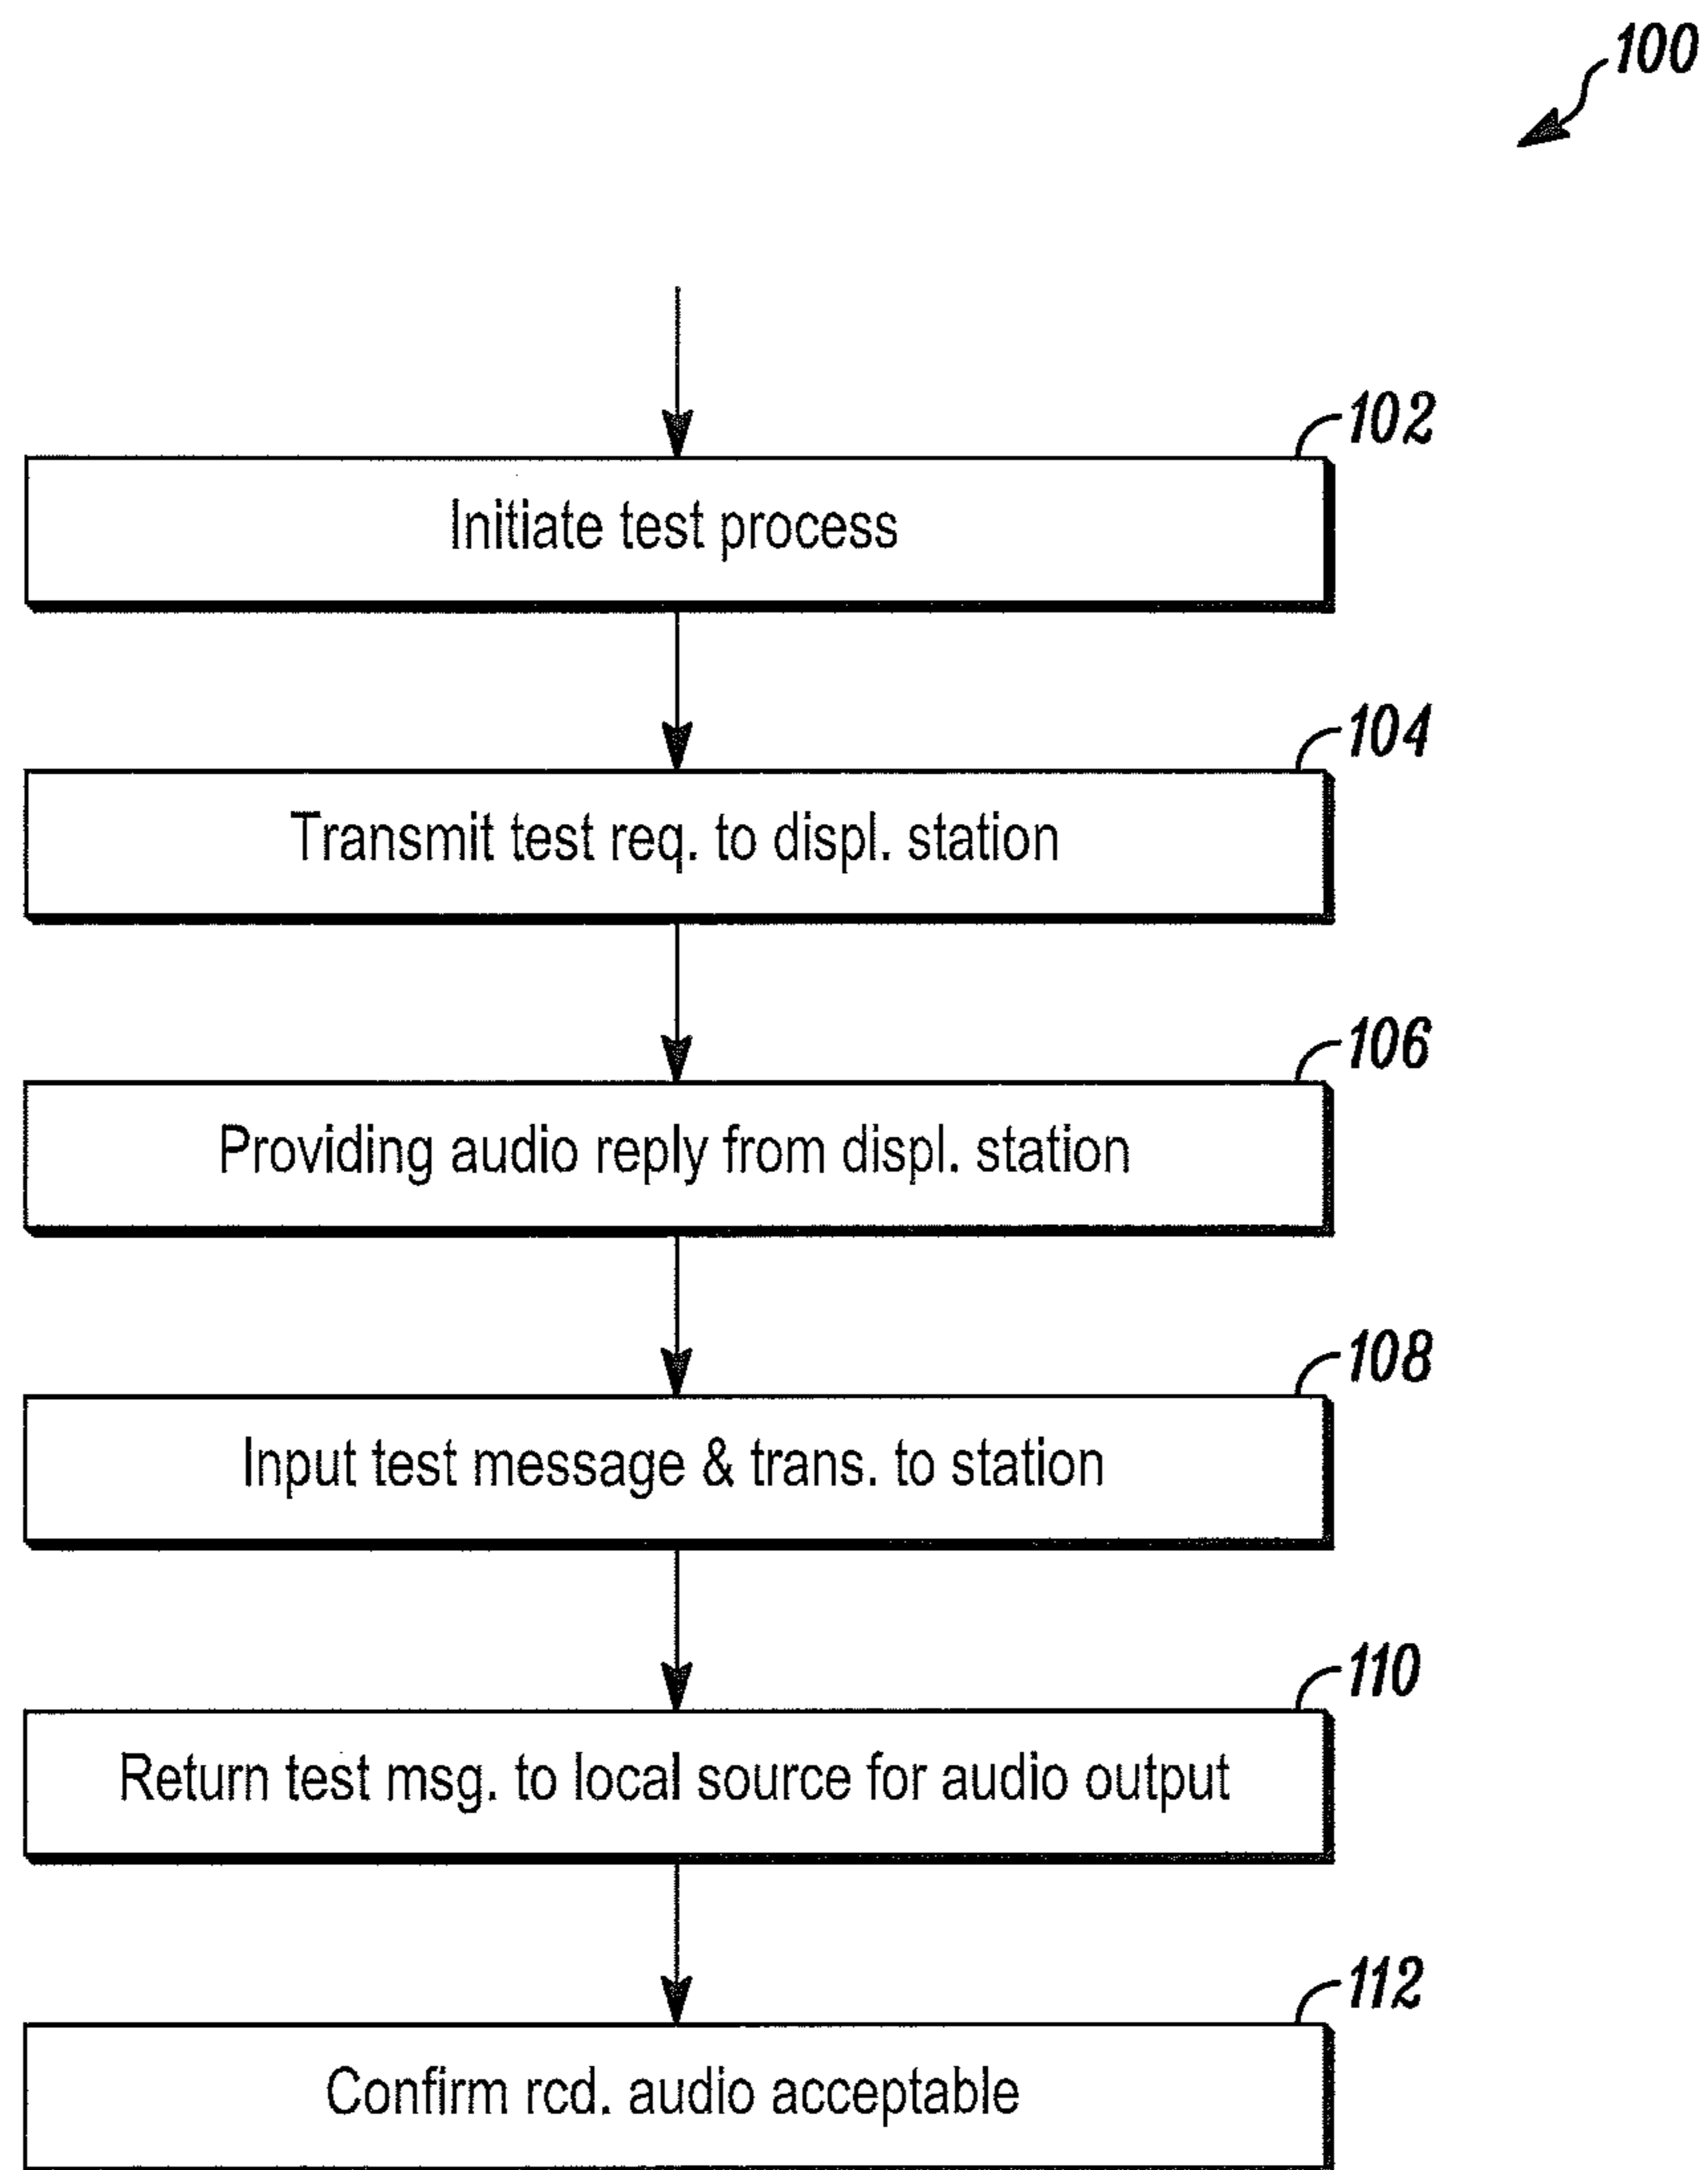 100
102
Initiate test process
104
Transmit test req. to displ. station
106
Providing audio reply from displ. station
108
Input test message & trans. to station
110
Return test msg. to local source for audio output
112
Confirm rcd. audio acceptable